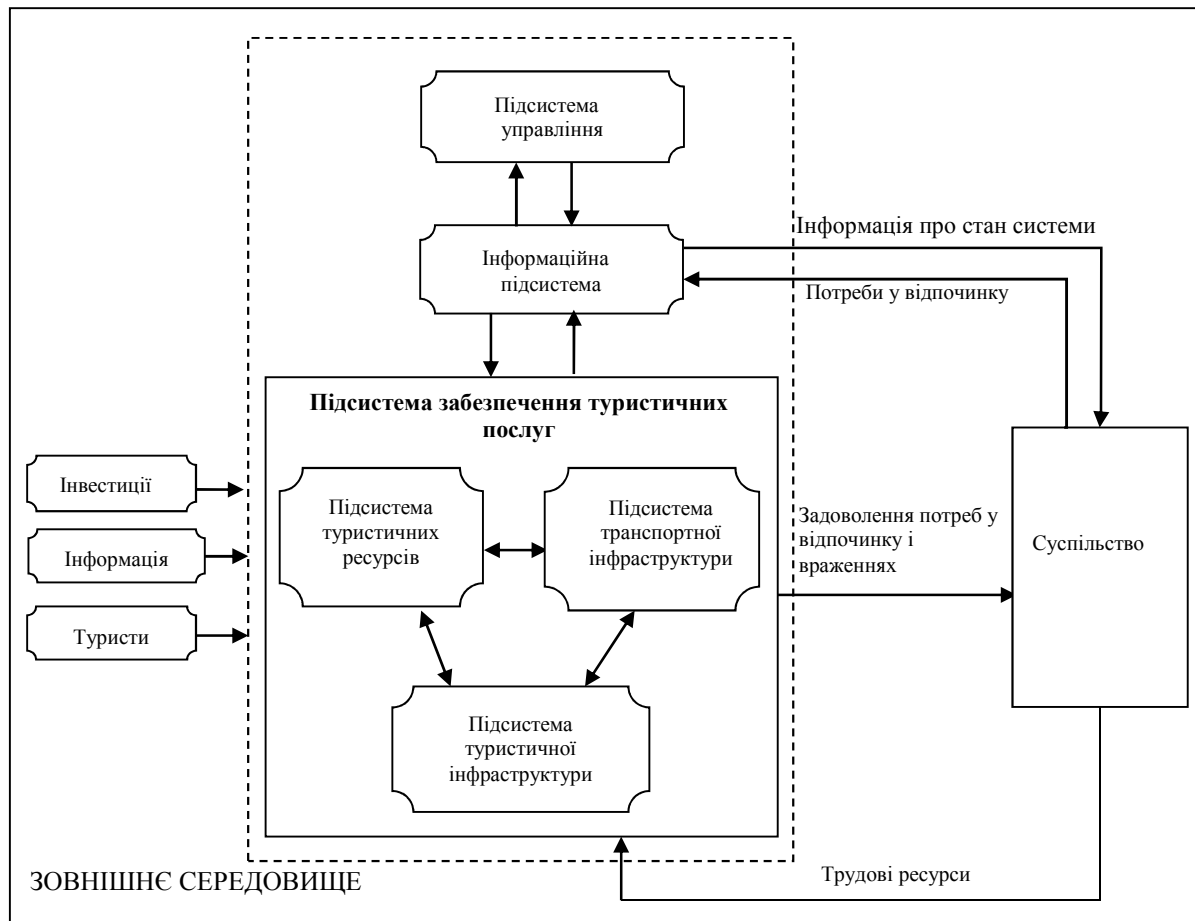 Підсистема
управління
Інформація про стан системи
Інформаційна
підсистема
Потреби у відпочинку
Підсистема забезпечення туристичних
послуг
Інвестиції
Підсистема
туристичних
ресурсів
Підсистема
транспортної
інфраструктури
Задоволення потреб у
відпочинку і
враженнях
Суспільство
Інформація
Туристи
Підсистема
туристичної
інфраструктури
Трудові ресурси
ЗОВНІШНЄ СЕРЕДОВИЩЕ